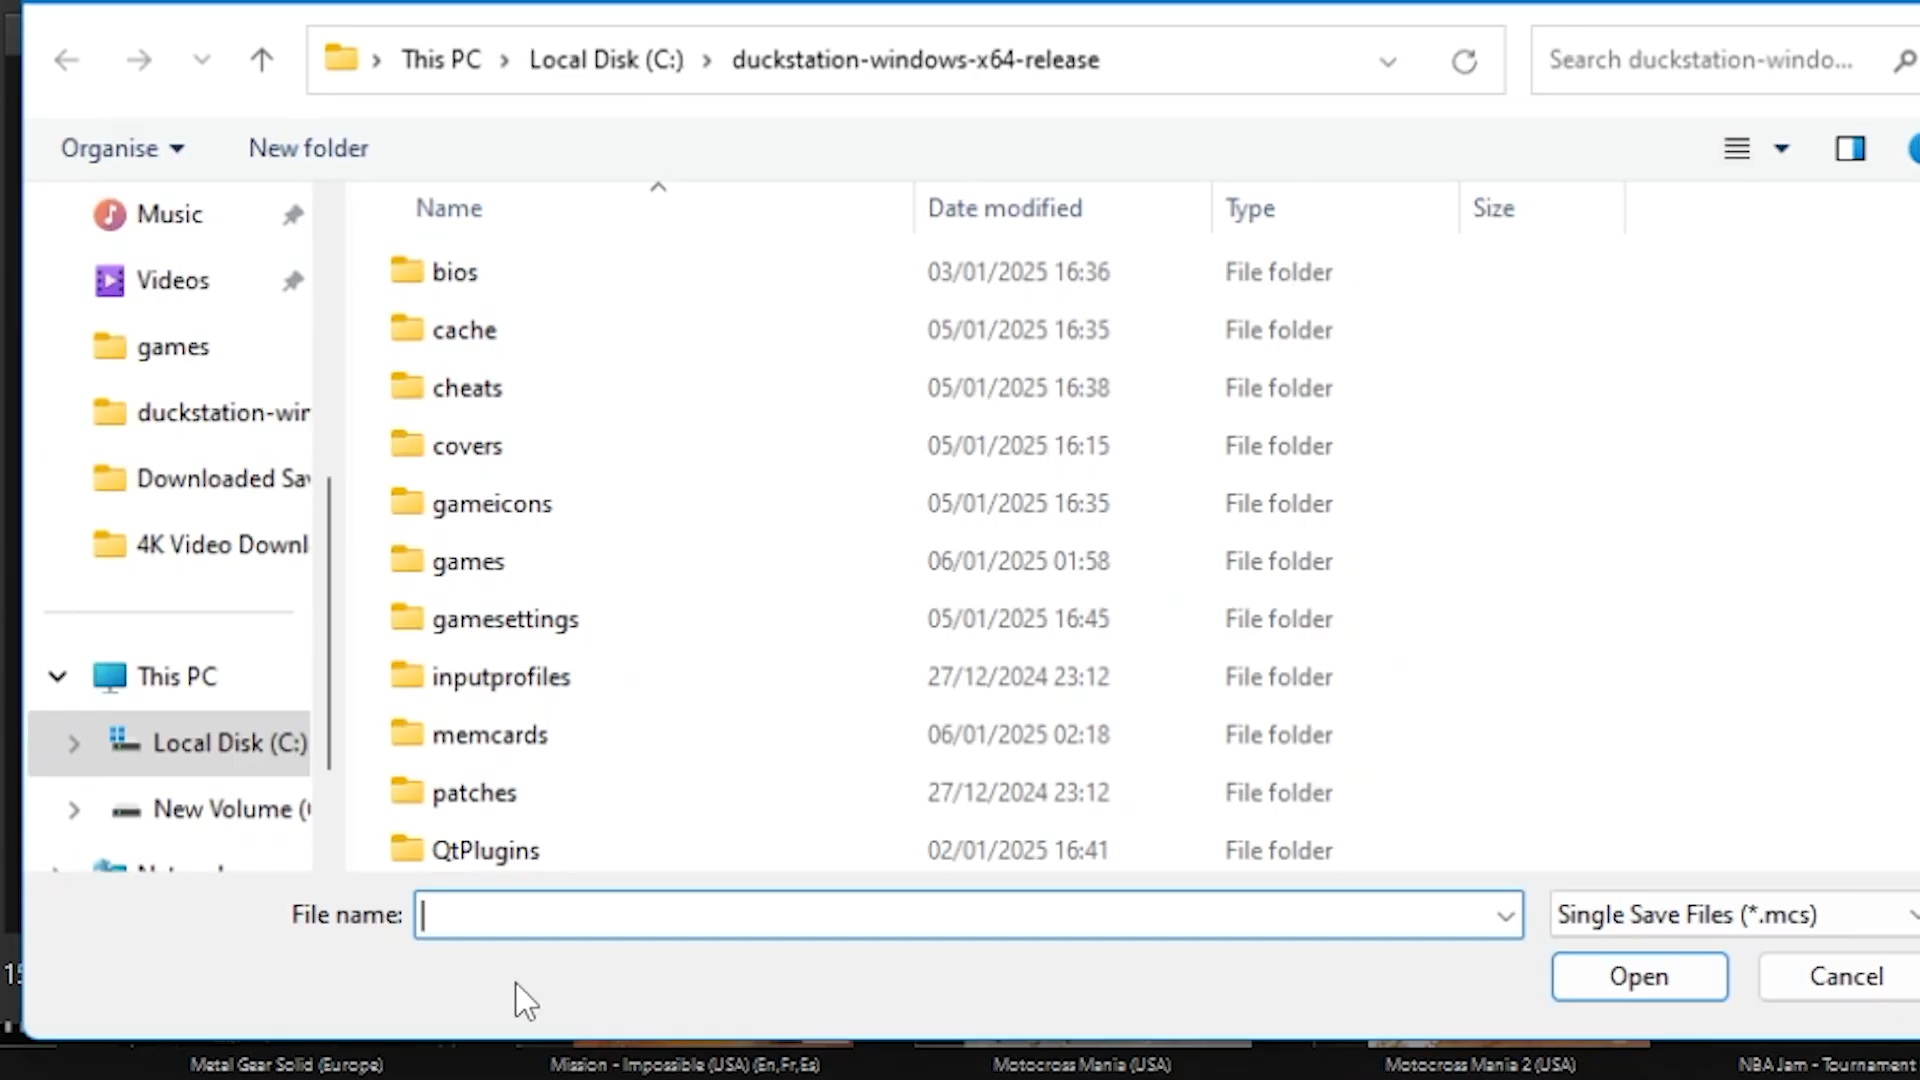 This PC > Local Disk (C:) > duckstation-windows-x64-release
Search duckstation-windo...
Organise
New folder
Name
Date modified
Type
Size
Music
Videos
games
duckstation-wir
Downloaded Sav
4K Video Downl
This PC
Local Disk (C:)
New Volume (
bios 03/01/2025 16:36 File folder
cache 05/01/2025 16:35 File folder
cheats 05/01/2025 16:38 File folder
covers 05/01/2025 16:15 File folder
gameicons 05/01/2025 16:35 File folder
games 06/01/2025 01:58 File folder
gamesettings 05/01/2025 16:45 File folder
inputprofiles 27/12/2024 23:12 File folder
memcards 06/01/2025 02:18 File folder
patches 27/12/2024 23:12 File folder
QtPlugins 02/01/2025 16:41 File folder
File name:
Single Save Files (*.mcs)
Open
Cancel
Metal Gear Solid (Europe)
Mission - Impossible (USA) (En,Fr,Es)
Motocross Mania (USA)
Motocross Mania 2 (USA)
NBA Jam - Tournament